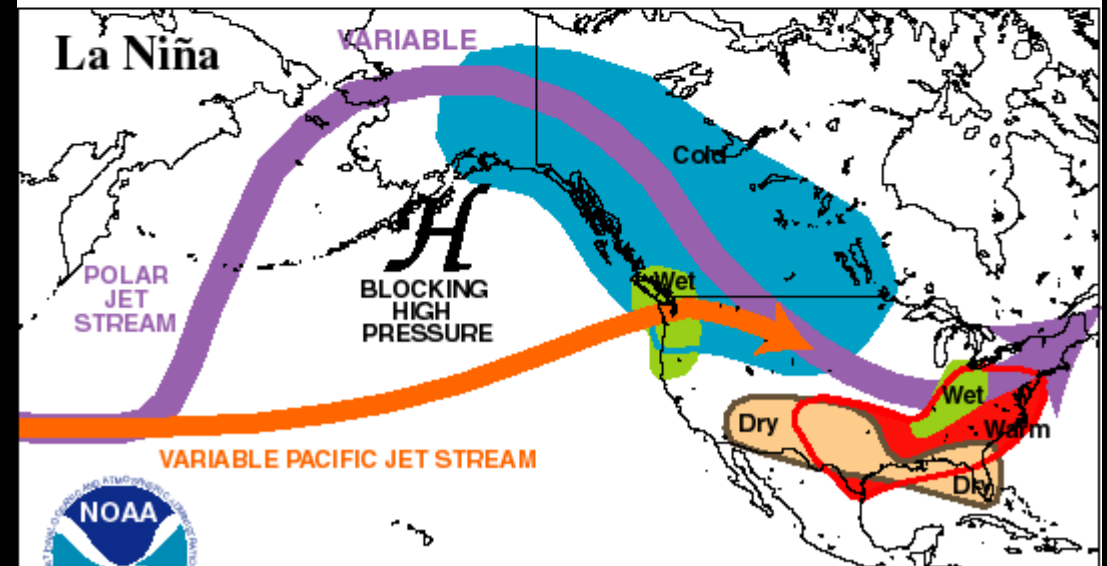 La Niña
VARIABLE
Cold
POLAR
JET
STREAM
H
BLOCKING
HIGH
PRESSURE
Wet
Wet
Dry
Warm
Dry
VARIABLE PACIFIC JET STREAM
NOAA